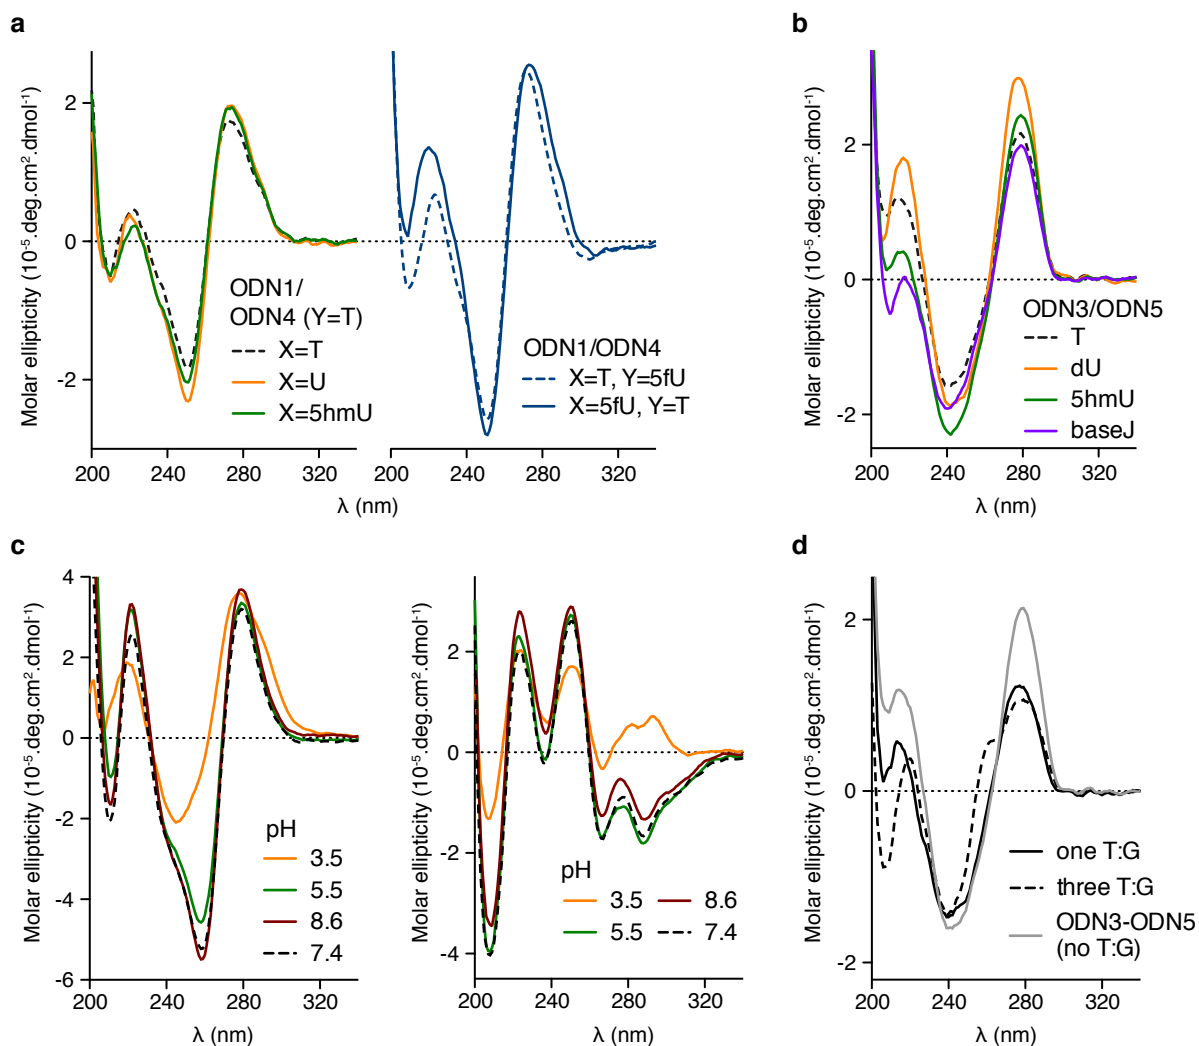 a
Molar ellipticity (10⁻⁵.deg.cm².dmol⁻¹)
2
0
-2
200 240 280 320
ODN1/
ODN4 (Y=T)
X=T
X=U
X=5hmU
200 240 280 320
ODN1/ODN4
X=T, Y=5fU
X=5fU, Y=T
λ (nm)
b
Molar ellipticity (10⁻⁵.deg.cm².dmol⁻¹)
2
0
-2
200 240 280 320
ODN3/ODN5
T
dU
5hmU
baseJ
λ (nm)
c
Molar ellipticity (10⁻⁵.deg.cm².dmol⁻¹)
4
2
0
-2
-4
-6
200 240 280 320
pH
3.5
5.5
8.6
7.4
λ (nm)
Molar ellipticity (10⁻⁵.deg.cm².dmol⁻¹)
2
0
-2
-4
200 240 280 320
pH
3.5 8.6
5.5 7.4
λ (nm)
d
Molar ellipticity (10⁻⁵.deg.cm².dmol⁻¹)
2
0
-2
200 240 280 320
one T:G
three T:G
ODN3-ODN5
(no T:G)
λ (nm)